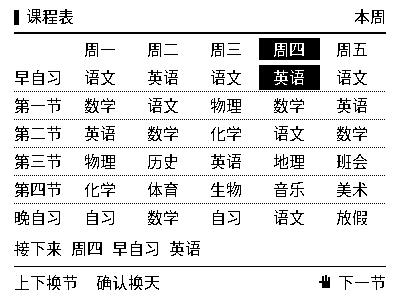 课程表 本周
周一 周二 周三 周四 周五
早自习 语文 英语 语文 英语 语文
第一节 数学 语文 物理 数学 英语
第二节 英语 数学 化学 语文 数学
第三节 物理 历史 英语 地理 班会
第四节 化学 体育 生物 音乐 美术
晚自习 自习 数学 自习 语文 放假
接下来 周四 早自习 英语
上下换节 确认换天 下一节